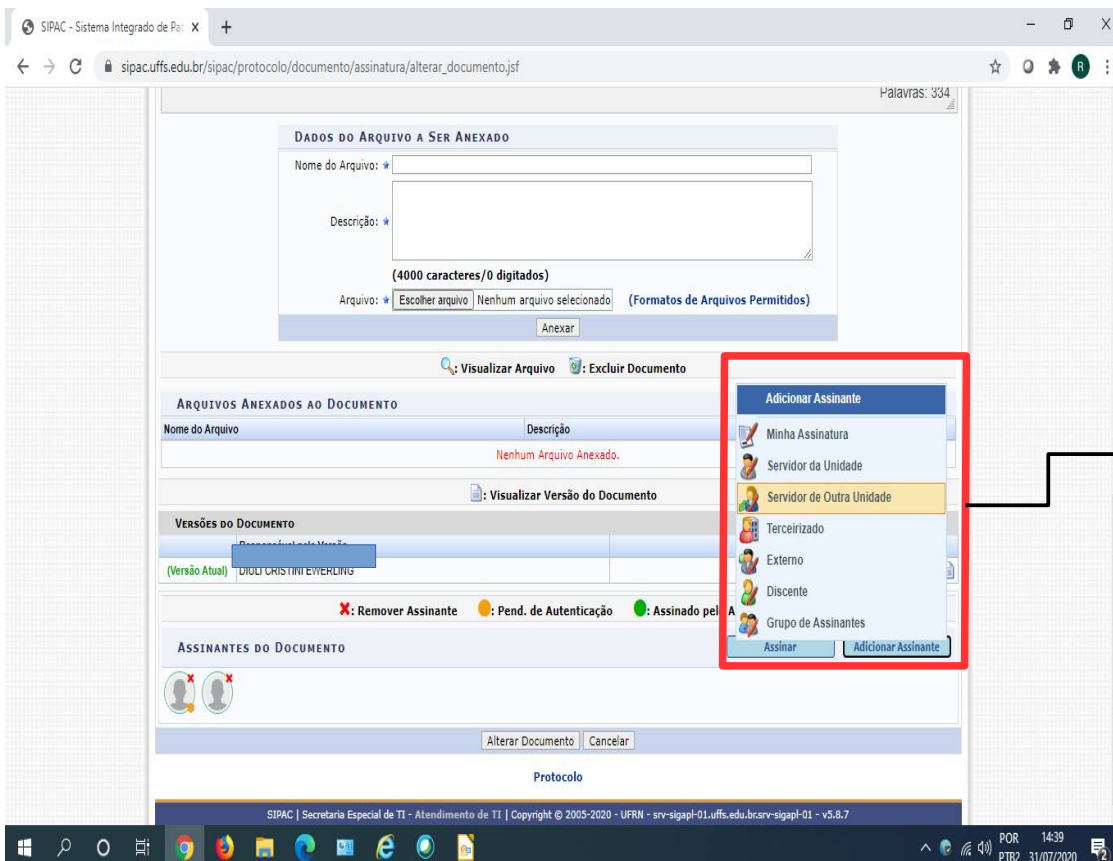 SIPAC - Sistema Integrado de Pat
sipac.uffs.edu.br/sipac/protocolo/documento/assinatura/alterar_documento.jsf
R
Palavras: 334
DADOS DO ARQUIVO A SER ANEXADO
Nome do Arquivo:
Descrição:
(4000 caracteres/0 digitados)
Arquivo: Escolher arquivo Nenhum arquivo selecionado (Formatos de Arquivos Permitidos)
Anexar
: Visualizar Arquivo : Excluir Documento
ARQUIVOS ANEXADOS AO DOCUMENTO
Nome do Arquivo Descrição
Nenhum Arquivo Anexado.
: Visualizar Versão do Documento
VERSÕES DO DOCUMENTO
(Versão Atual) DIULI CRISTINI EWERLING
X: Remover Assinante : Pend. de Autenticação : Assinado pel
ASSINANTES DO DOCUMENTO
Adicionar Assinante
Minha Assinatura
Servidor da Unidade
Servidor de Outra Unidade
Terceirizado
Externo
Discente
Grupo de Assinantes
Assinar Adicionar Assinante
Alterar Documento Cancelar
Protocolo
SIPAC | Secretaria Especial de TI - Atendimento de TI | Copyright © 2005-2020 - UFRN - srv-sigapl-01.uffs.edu.br.srv-sigapl-01 - v5.8.7
POR 14:39
PTB2 31/07/2020
2